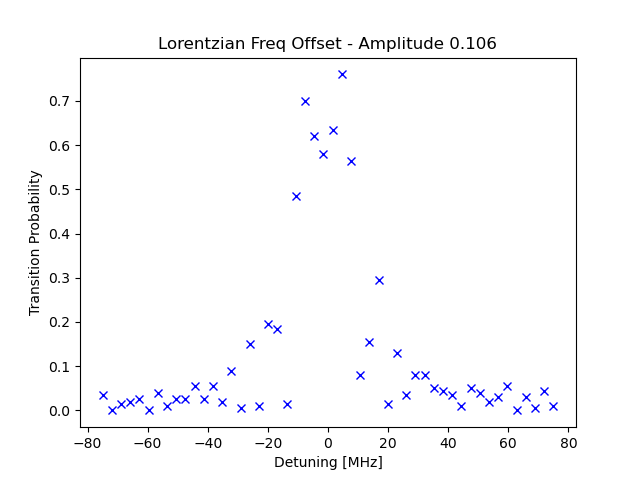 Lorentzian Freq Offset - Amplitude 0.106
Transition Probability
0.7
0.6
0.5
0.4
0.3
0.2
0.1
0.0
−80 −60 −40 −20 0 20 40 60 80
Detuning [MHz]